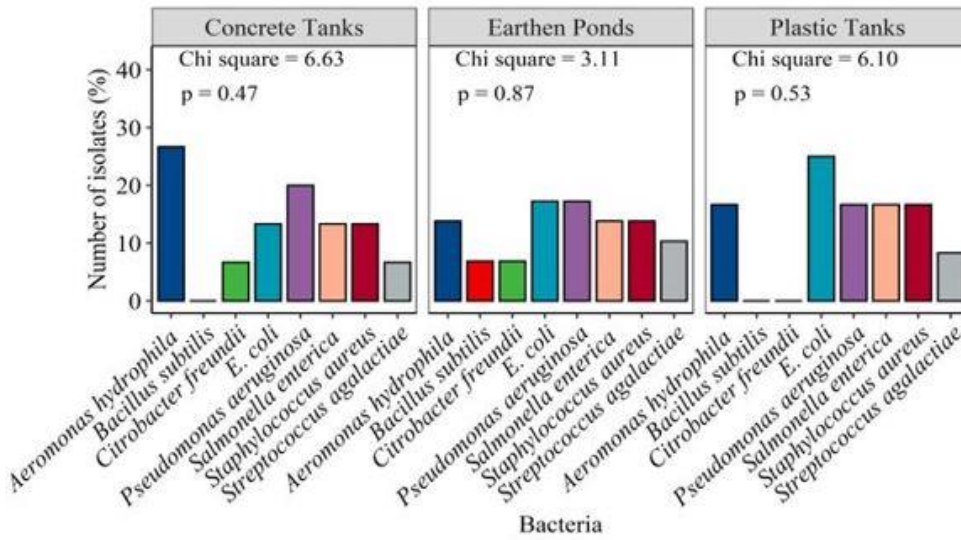 Concrete Tanks
Earthen Ponds
Plastic Tanks
Chi square = 6.63
p = 0.47
Chi square = 3.11
p = 0.87
Chi square = 6.10
p = 0.53
Number of isolates (%)
40
30
20
10
0
Aeromonas hydrophila
Bacillus subtilis
Citrobacter freundii
E. coli
Pseudomonas aeruginosa
Salmonella enterica
Staphylococcus aureus
Streptococcus agalactiae
Aeromonas hydrophila
Bacillus subtilis
Citrobacter freundii
E. coli
Pseudomonas aeruginosa
Salmonella enterica
Staphylococcus aureus
Streptococcus agalactiae
Aeromonas hydrophila
Bacillus subtilis
Citrobacter freundii
E. coli
Pseudomonas aeruginosa
Salmonella enterica
Staphylococcus aureus
Streptococcus agalactiae
Bacteria